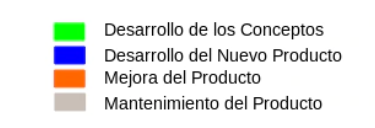 Desarrollo de los Conceptos
Desarrollo del Nuevo Producto
Mejora del Producto
Mantenimiento del Producto